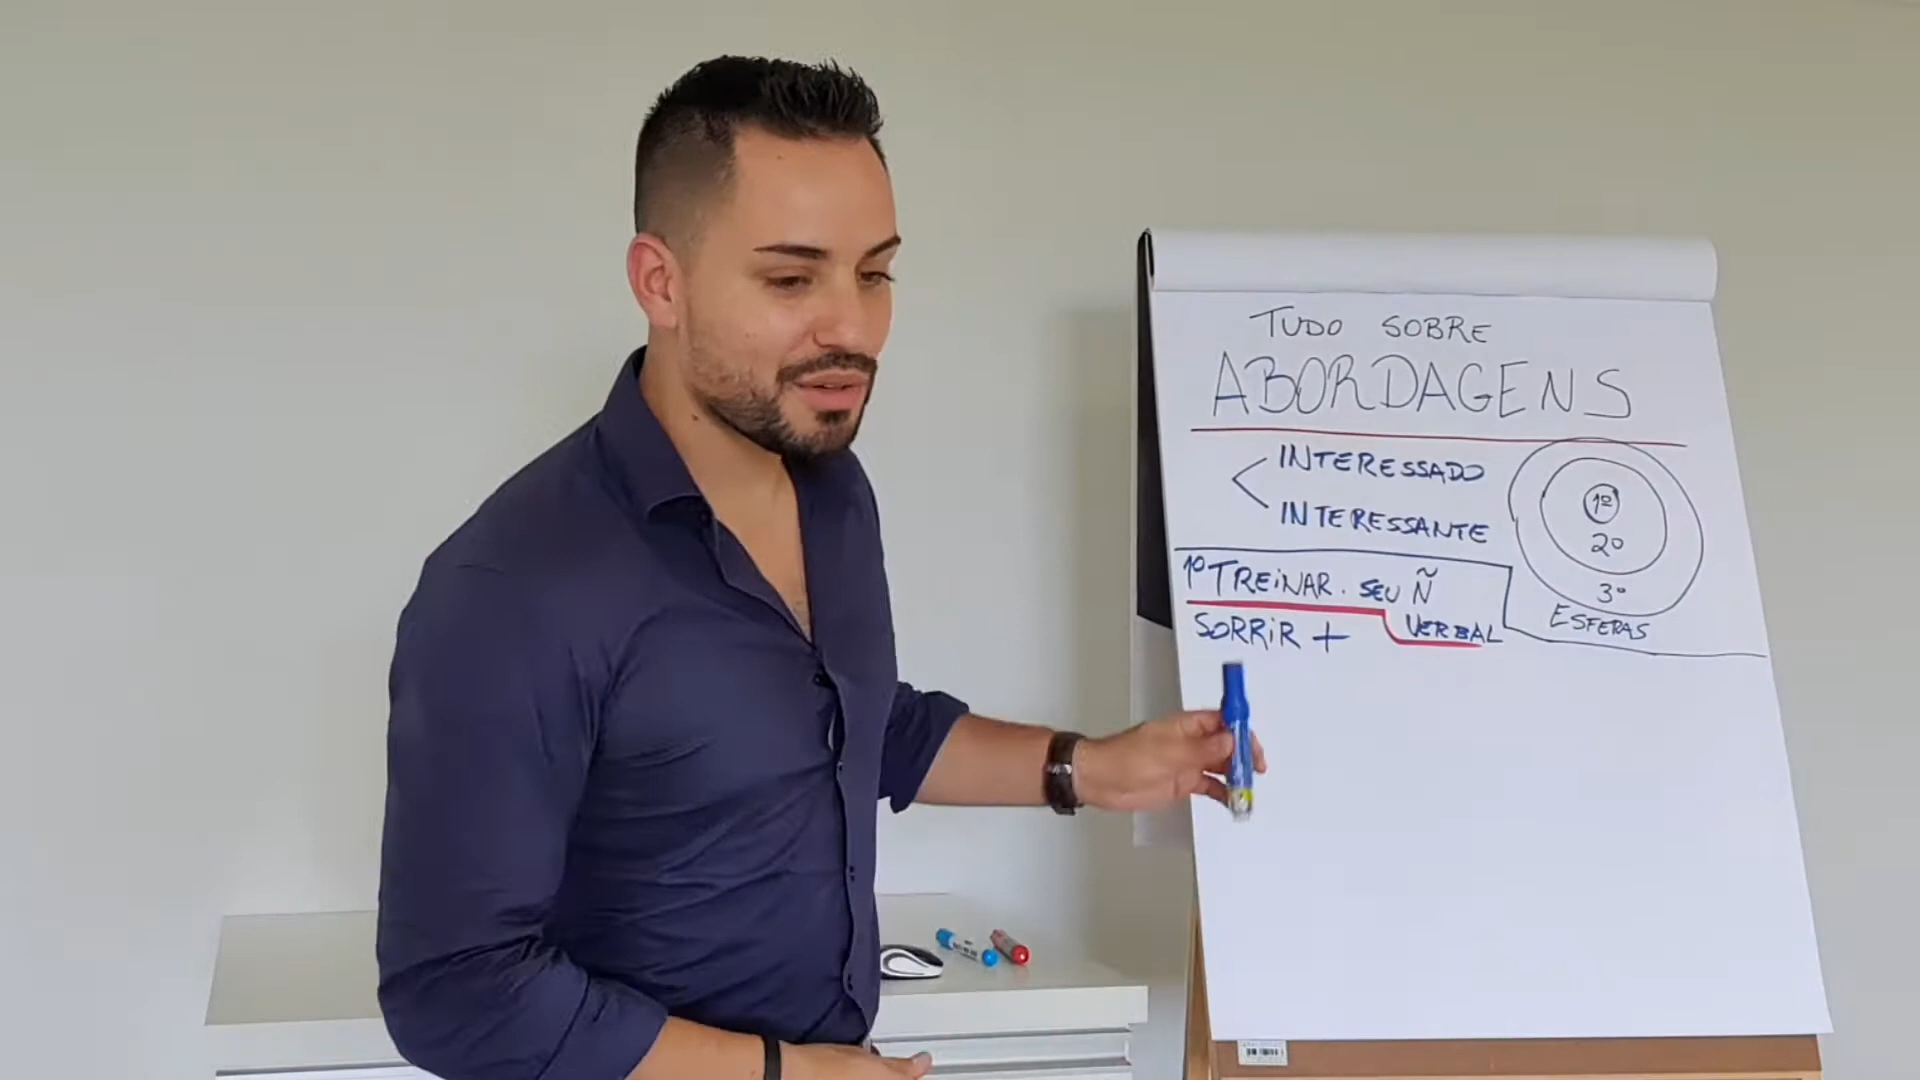 TUDO SOBRE
ABORDAGENS
INTERESSADO
INTERESSANTE
1º
2º
3º
ESFERAS
1º TREINAR. SEU Ñ
VERBAL
SORRIR +